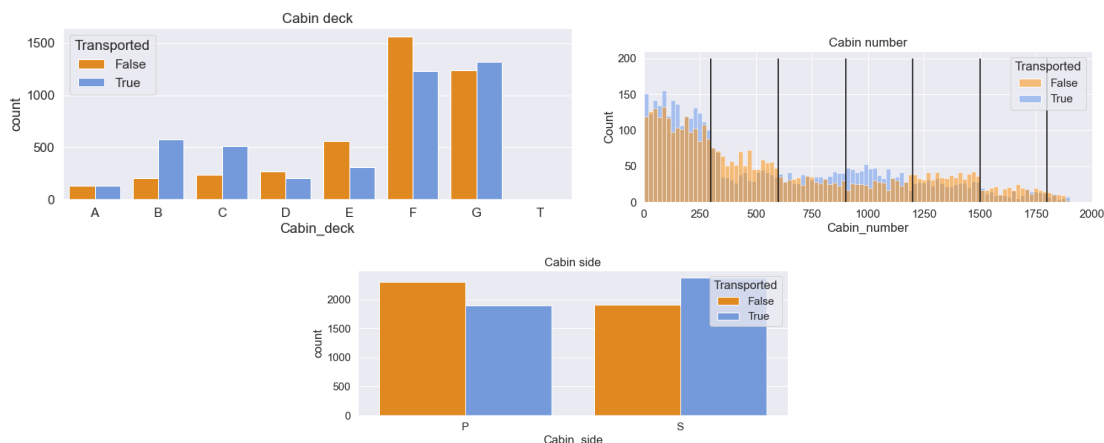 Cabin deck
1500
1000
500
0
count
Transported
False
True
A B C D E F G T
Cabin_deck
Cabin number
200
150
100
50
0
Count
Transported
False
True
0 250 500 750 1000 1250 1500 1750 2000
Cabin_number
Cabin side
2000
1500
1000
500
0
count
Transported
False
True
P S
Cabin_side